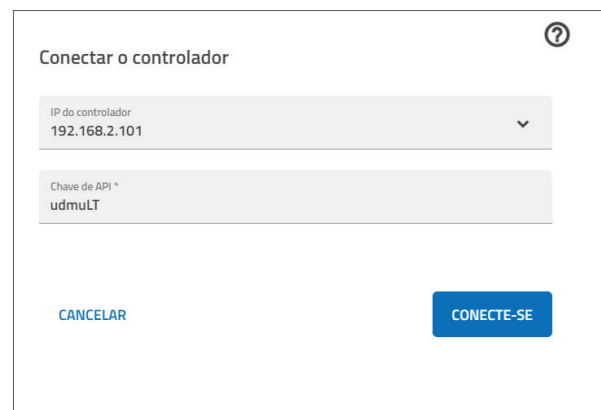 Conectar o controlador
IP do controlador
192.168.2.101
Chave de API *
udmuLT
CANCELAR
CONECTE-SE